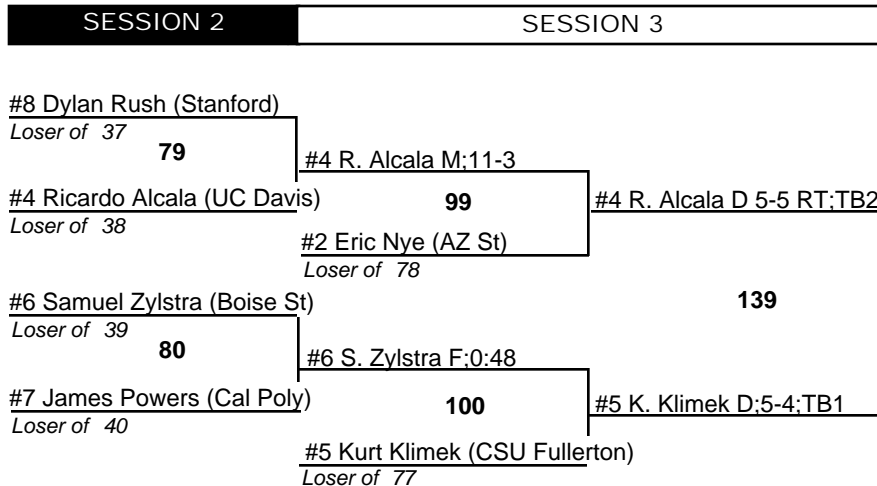 SESSION 2
SESSION 3
#8 Dylan Rush (Stanford)
Loser of 37
79
#4 R. Alcala M;11-3
#4 Ricardo Alcala (UC Davis)
99
#4 R. Alcala D 5-5 RT;TB2
Loser of 38
#2 Eric Nye (AZ St)
Loser of 78
#6 Samuel Zylstra (Boise St)
139
Loser of 39
80
#6 S. Zylstra F;0:48
#7 James Powers (Cal Poly)
100
#5 K. Klimek D;5-4;TB1
Loser of 40
#5 Kurt Klimek (CSU Fullerton)
Loser of 77